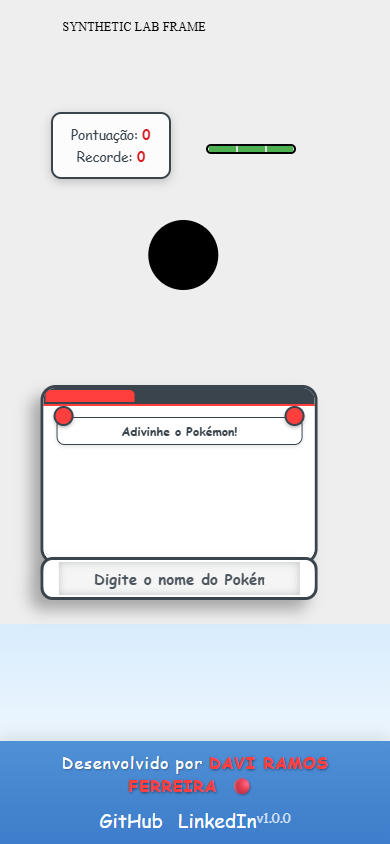 SYNTHETIC LAB FRAME
Pontuação: 0
Recorde: 0
Adivinhe o Pokémon!
Digite o nome do Pokén
Desenvolvido por DAVI RAMOS
FERREIRA
GitHub LinkedIn v1.0.0